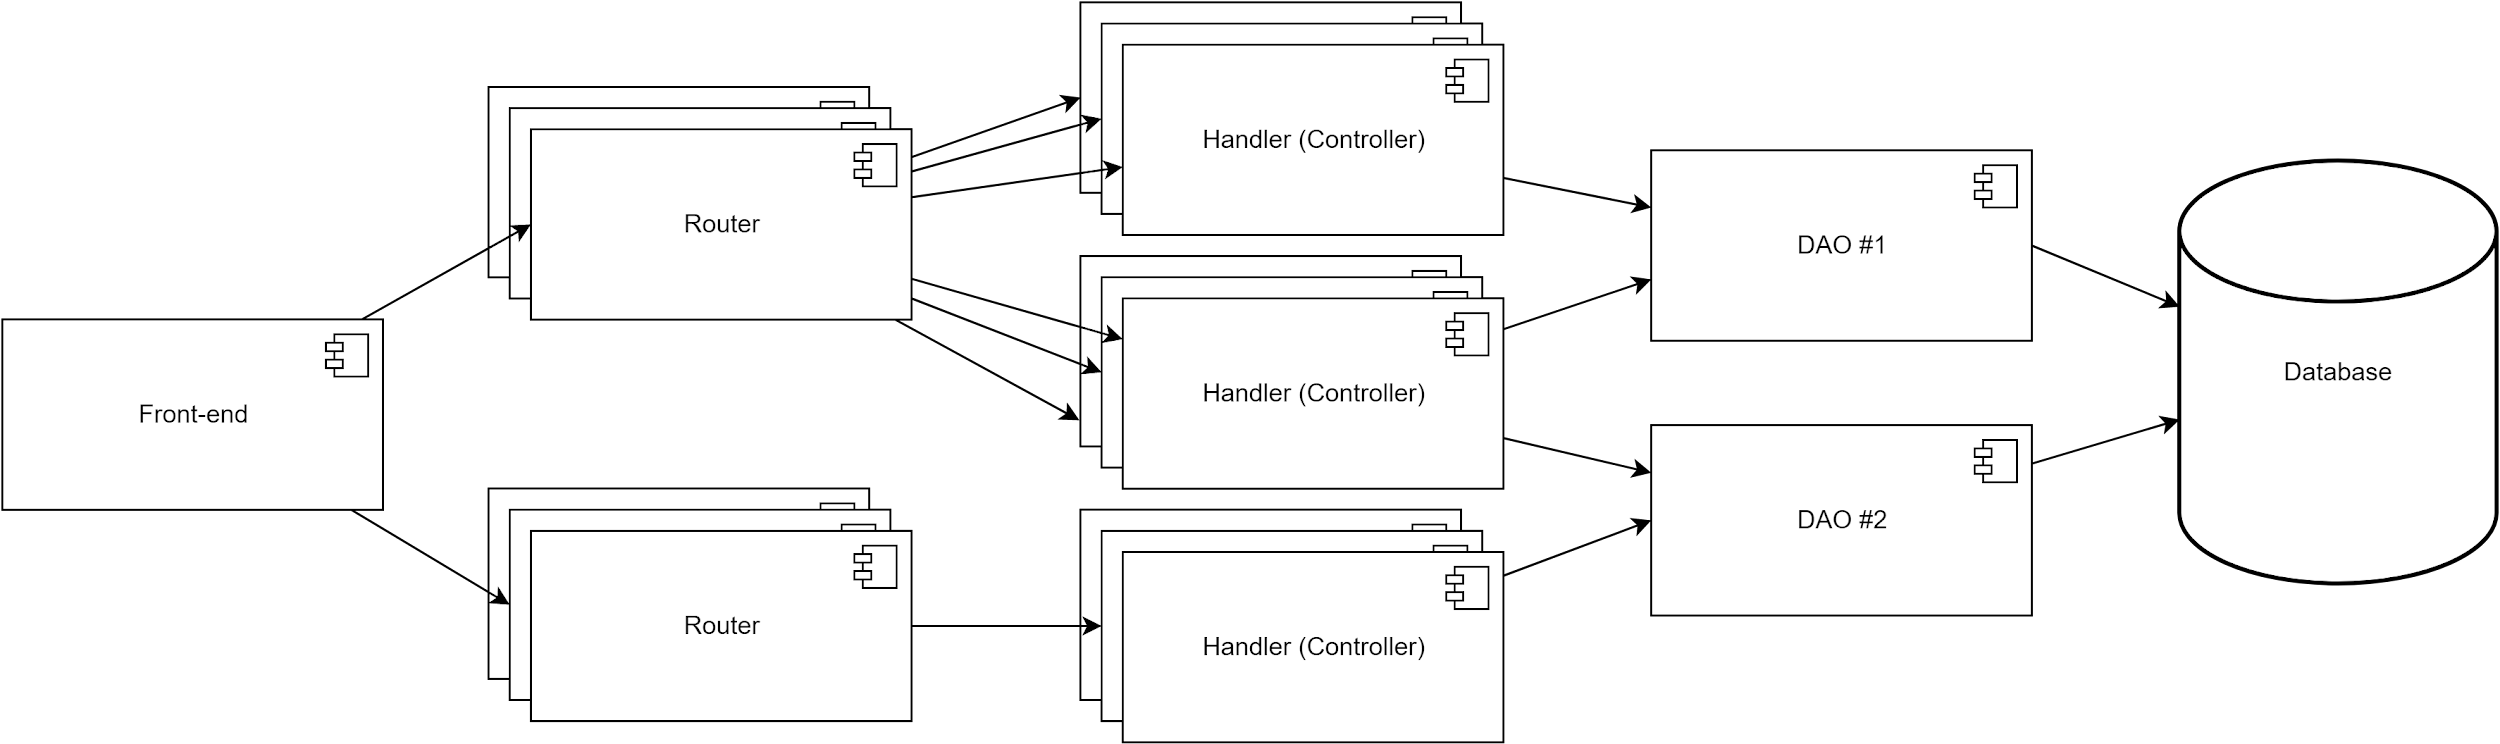 Front-end
Router
Router
Handler (Controller)
Handler (Controller)
Handler (Controller)
DAO #1
DAO #2
Database